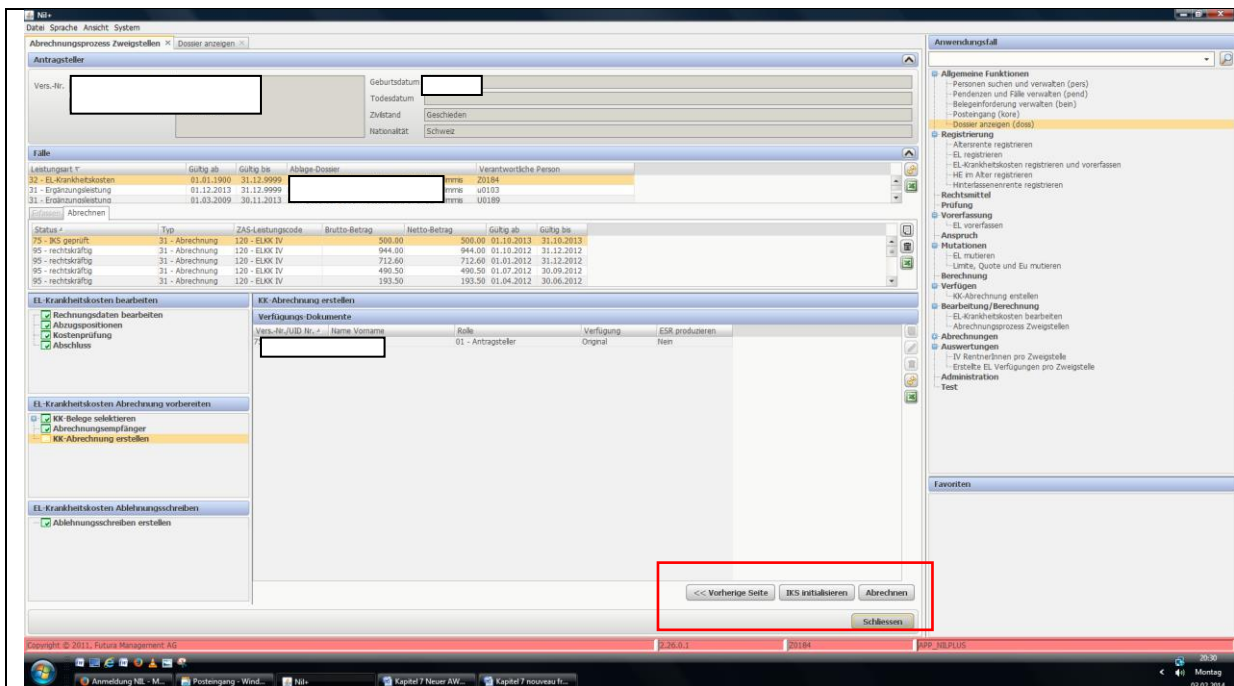 Nil+
Datei Sprache Ansicht System
Abrechnungsprozess Zweigstellen
Dossier anzeigen
Antragsteller
Vers.-Nr.
Geburtsdatum
Todesdatum
Zivilstand Geschieden
Nationalität Schweiz
Fälle
Leistungsart Gültig ab Gültig bis Ablage-Dossier Verantwortliche Person
32 - EL-Krankheitskosten 01.01.1900 31.12.9999 Z0184
31 - Ergänzungsleistung 01.12.2013 31.12.9999 u0103
31 - Ergänzungsleistung 01.03.2009 30.11.2013 U0189
Erfassen Abrechnen
Status Typ ZAS-Leistungscode Brutto-Betrag Netto-Betrag Gültig ab Gültig bis
75 - IKS geprüft 31 - Abrechnung 120 - ELKK IV 500.00 500.00 01.10.2013 31.10.2013
95 - rechtskräftig 31 - Abrechnung 120 - ELKK IV 944.00 944.00 01.10.2012 31.12.2012
95 - rechtskräftig 31 - Abrechnung 120 - ELKK IV 712.60 712.60 01.01.2012 31.12.2012
95 - rechtskräftig 31 - Abrechnung 120 - ELKK IV 490.50 490.50 01.07.2012 30.09.2012
95 - rechtskräftig 31 - Abrechnung 120 - ELKK IV 193.50 193.50 01.04.2012 30.06.2012
EL-Krankheitskosten bearbeiten
Rechnungsdaten bearbeiten
Abzugspositionen
Kostenprüfung
Abschluss
EL-Krankheitskosten Abrechnung vorbereiten
KK-Belege selektieren
Abrechnungsempfänger
KK-Abrechnung erstellen
EL-Krankheitskosten Ablehnungsschreiben
Ablehnungsschreiben erstellen
KK-Abrechnung erstellen
Verfügungs-Dokumente
Vers.-Nr./UID Nr. Name Vorname Rolle Verfügung ESR produzieren
01 - Antragsteller Original Nein
<< Vorherige Seite IKS initialisieren Abrechnen
Schliessen
Anwendungsfall
Allgemeine Funktionen
Personen suchen und verwalten (pers)
Pendenzen und Fälle verwalten (pend)
Belegeinforderung verwalten (bein)
Posteingang (kore)
Dossier anzeigen (doss)
Registrierung
Altersrente registrieren
EL registrieren
EL-Krankheitskosten registrieren und vorerfassen
HE im Alter registrieren
Hinterlassenenrente registrieren
Rechtsmittel
Prüfung
Vorerfassung
EL vorerfassen
Anspruch
Mutationen
EL mutieren
Limite, Quote und Eu mutieren
Berechnung
Verfügen
KK-Abrechnung erstellen
Bearbeitung/Berechnung
EL-Krankheitskosten bearbeiten
Abrechnungsprozess Zweigstellen
Abrechnungen
Auswertungen
IV RentnerInnen pro Zweigstelle
Erstellte EL Verfügungen pro Zweigstelle
Administration
Test
Favoriten
Copyright © 2011, Futura Management AG 2.26.0.1 Z0184 APP_NILPLUS
Anmeldung NIL - M... Posteingang - Wind... Nil+ Kapitel 7 Neuer AW... Kapitel 7 nouveau fr...
20:30
Montag
03.02.2014